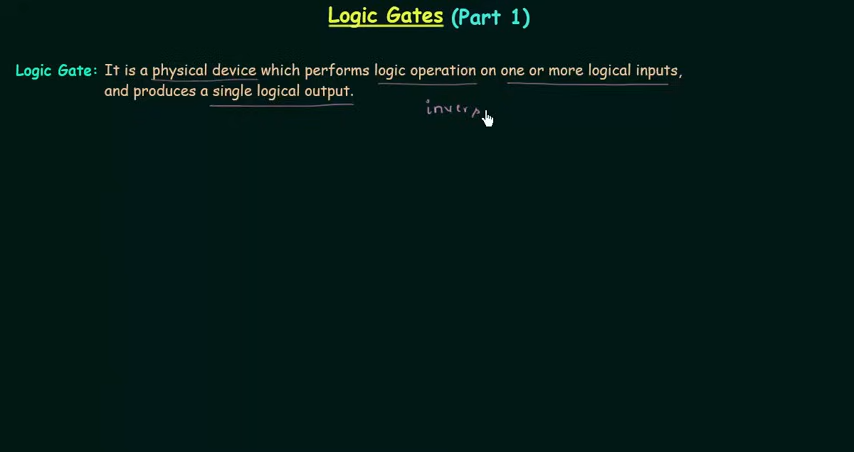 Logic Gates (Part 1)
Logic Gate: It is a physical device which performs logic operation on one or more logical inputs,
and produces a single logical output.